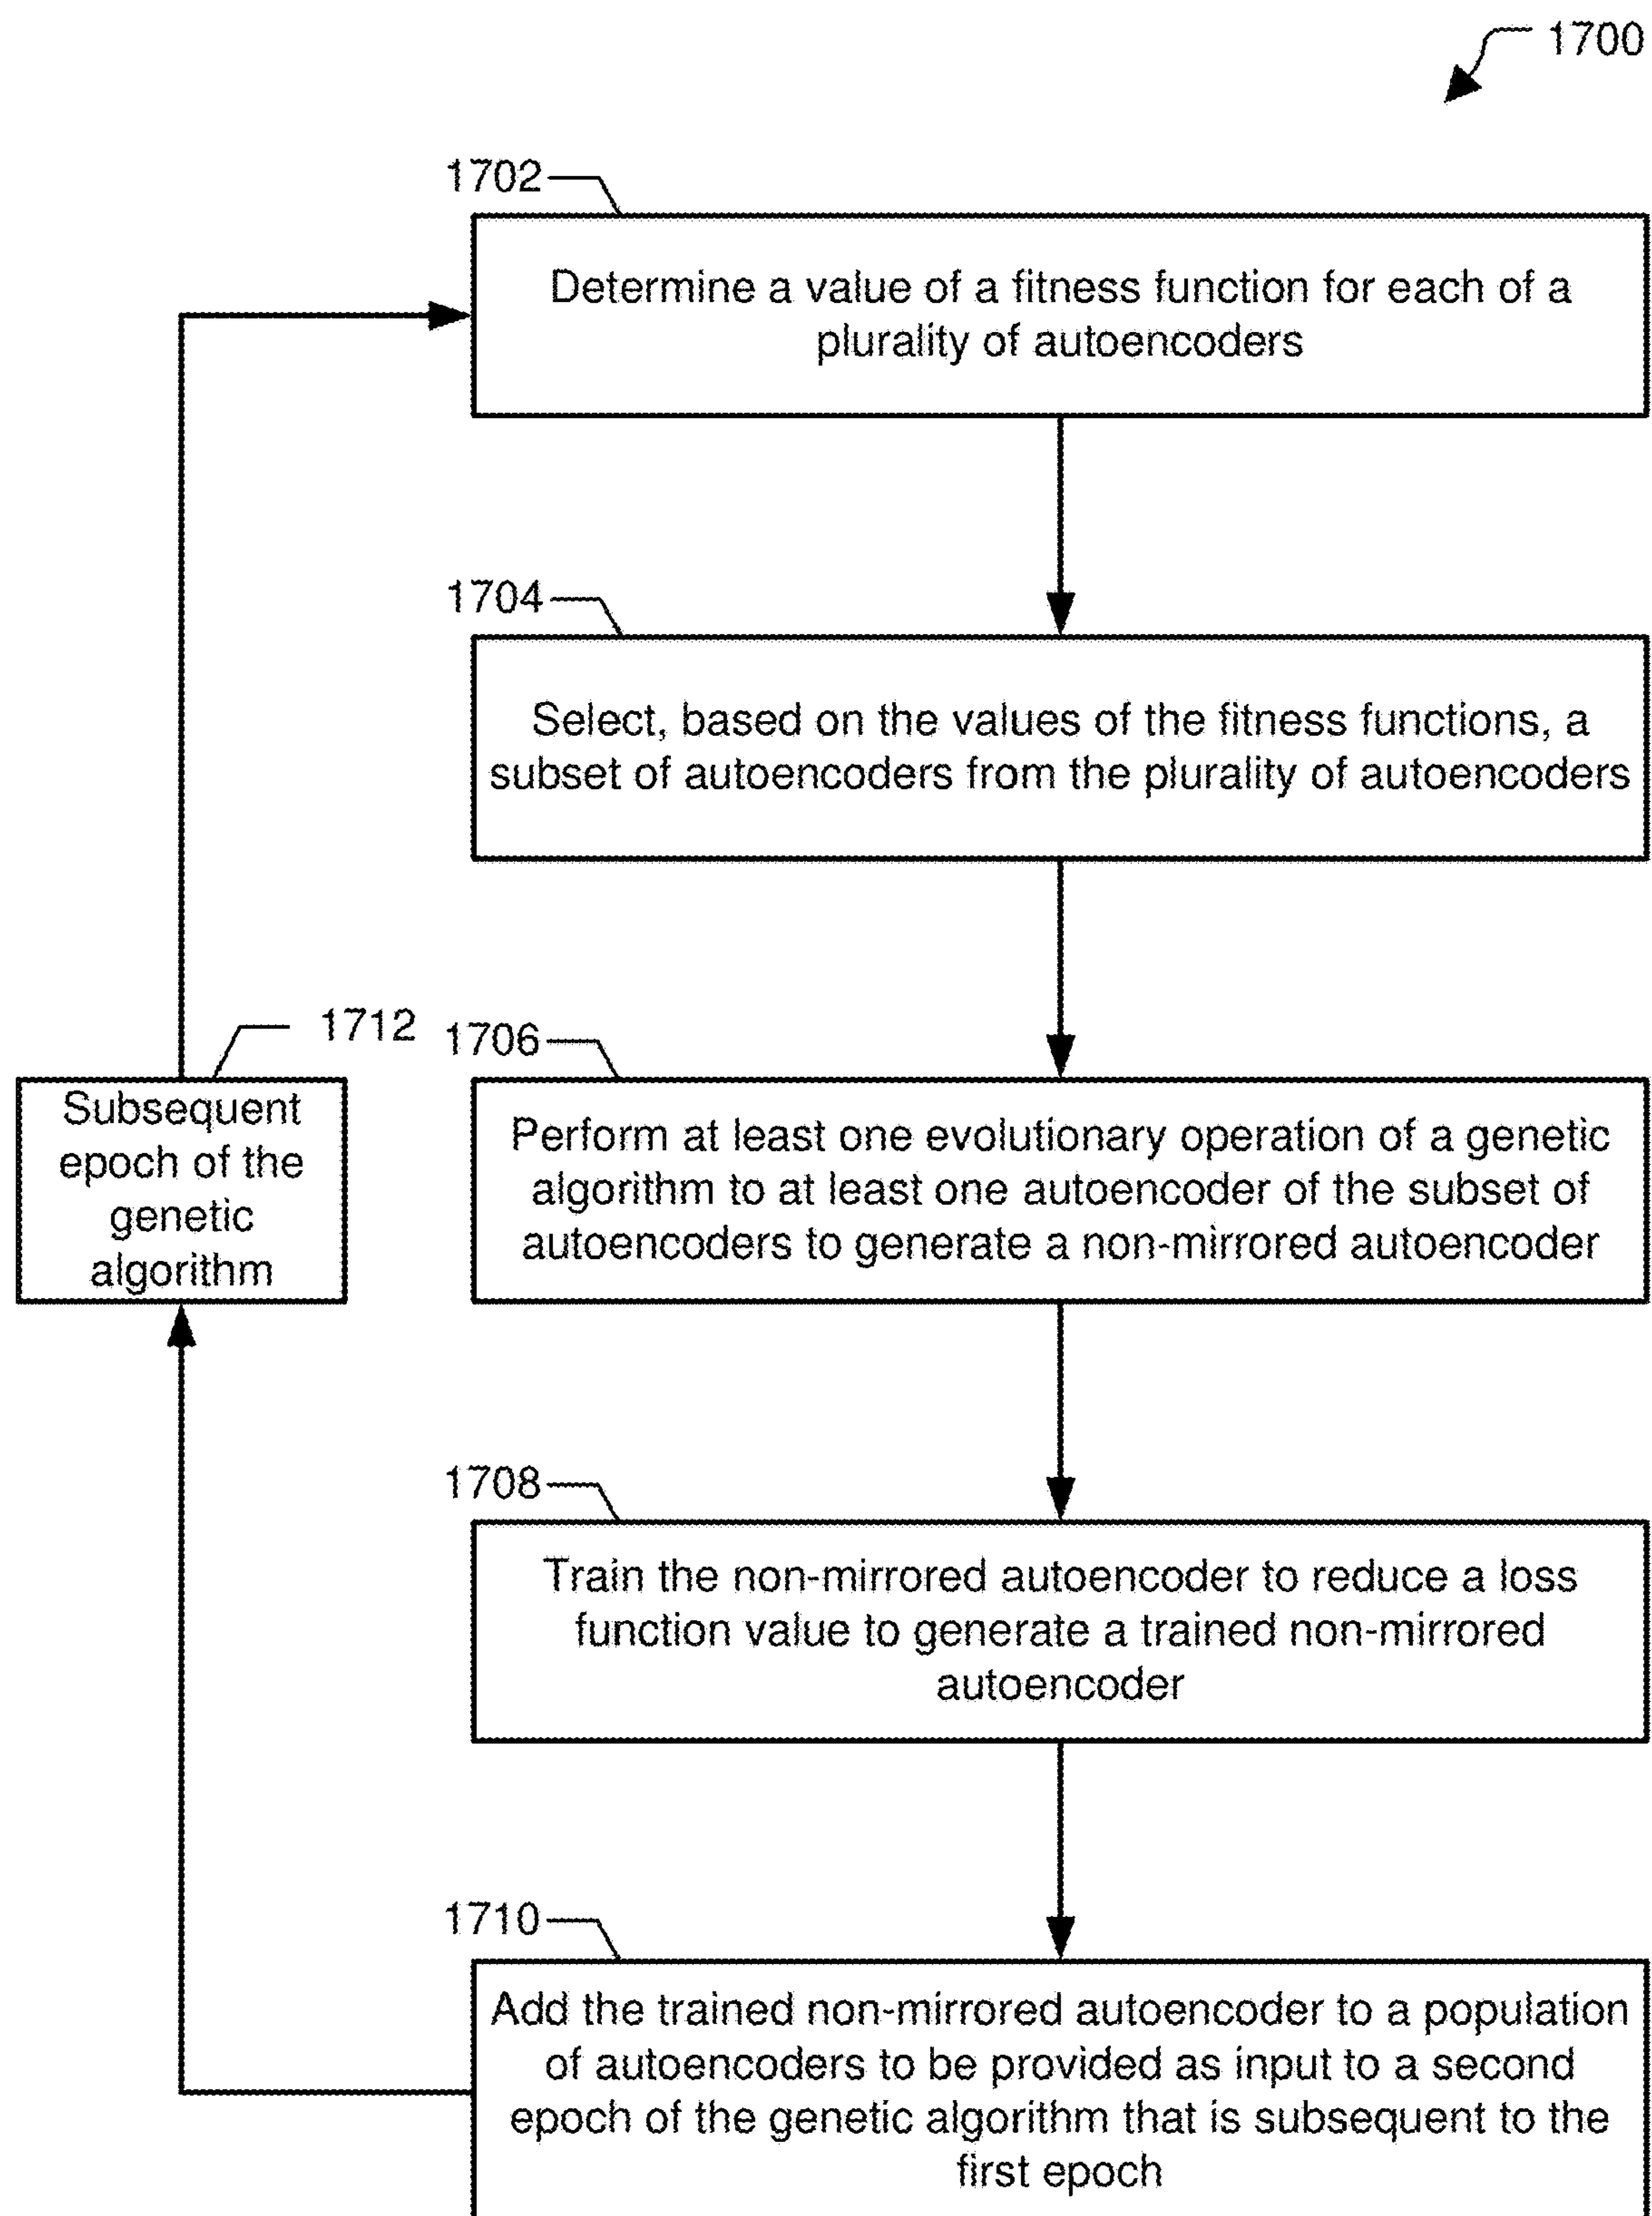 1700
1702
Determine a value of a fitness function for each of a
plurality of autoencoders
1704
Select, based on the values of the fitness functions, a
subset of autoencoders from the plurality of autoencoders
1712
Subsequent
epoch of the
genetic
algorithm
1706
Perform at least one evolutionary operation of a genetic
algorithm to at least one autoencoder of the subset of
autoencoders to generate a non-mirrored autoencoder
1708
Train the non-mirrored autoencoder to reduce a loss
function value to generate a trained non-mirrored
autoencoder
1710
Add the trained non-mirrored autoencoder to a population
of autoencoders to be provided as input to a second
epoch of the genetic algorithm that is subsequent to the
first epoch